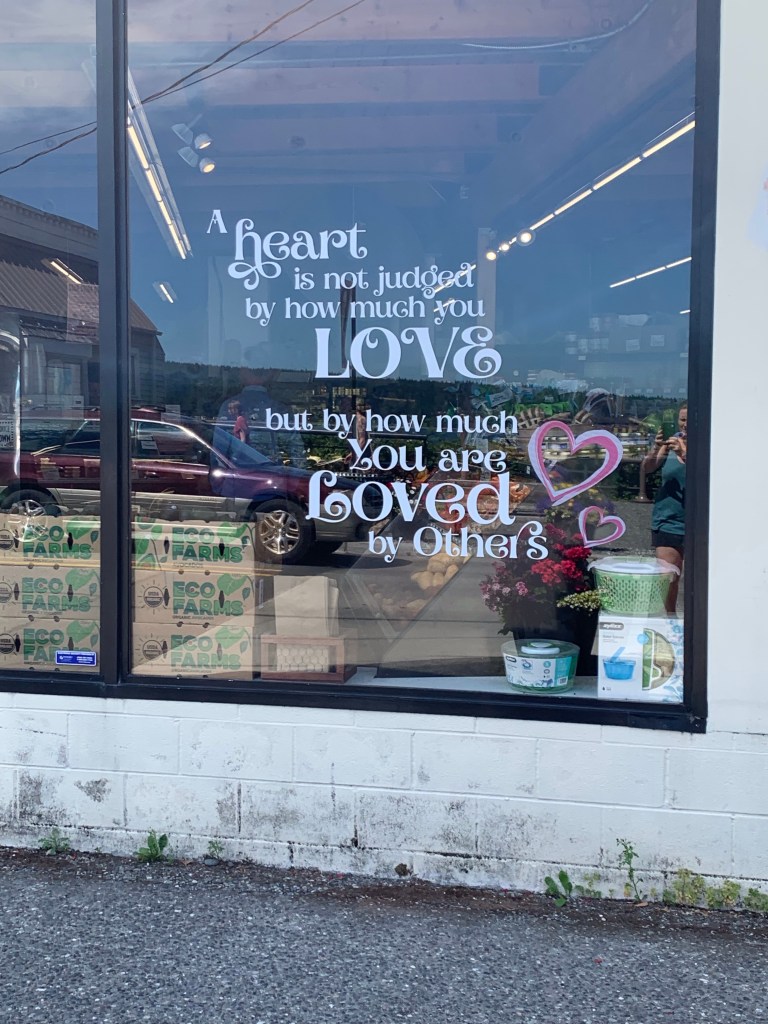 A
heart
is not judged
by how much you
LOVE
but by how much
You are
Loved
by Others
ECO
FARMS
ECO
FARMS
ECO
FARMS
ECO
FARMS
ECO
FARMS
ECO
FARMS
zyliss